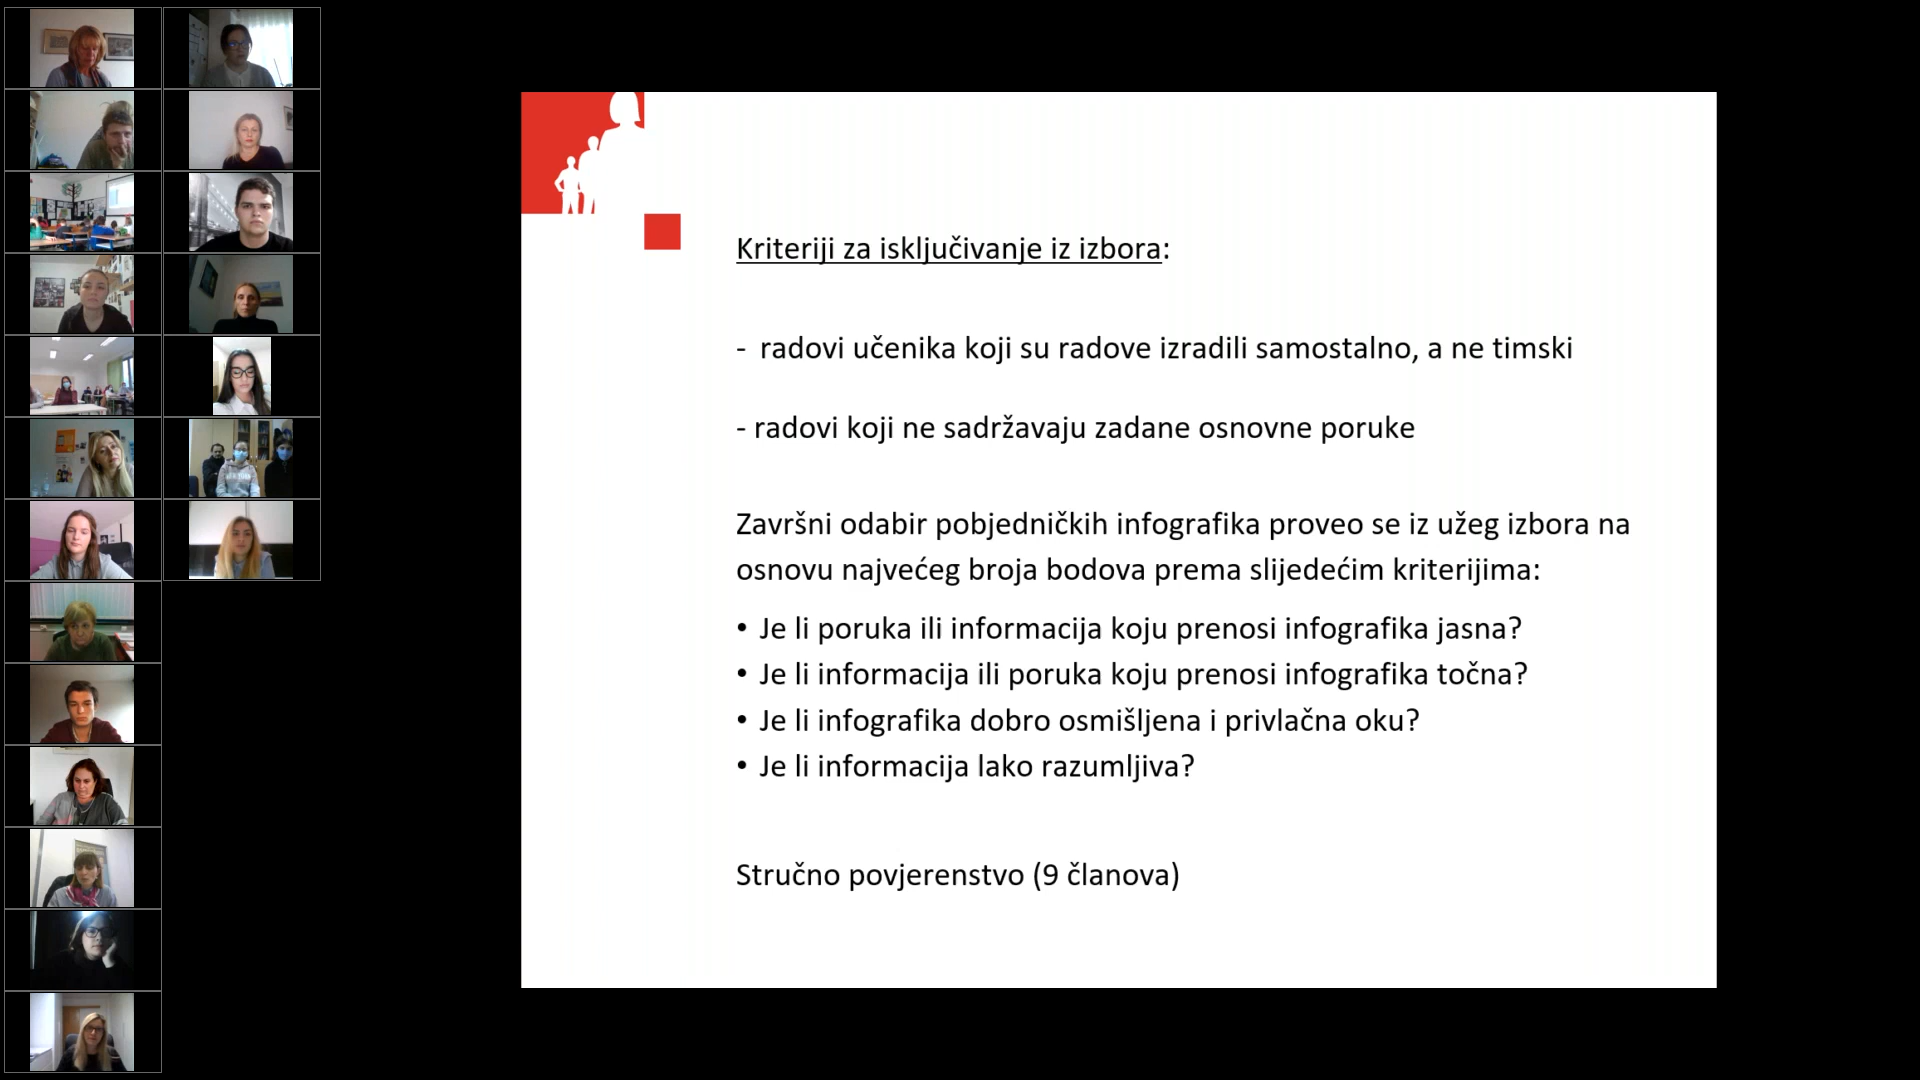 Kriteriji za isključivanje iz izbora:
- radovi učenika koji su radove izradili samostalno, a ne timski
- radovi koji ne sadržavaju zadane osnovne poruke
Završni odabir pobjedničkih infografika proveo se iz užeg izbora na
osnovu najvećeg broja bodova prema slijedećim kriterijima:
• Je li poruka ili informacija koju prenosi infografika jasna?
• Je li informacija ili poruka koju prenosi infografika točna?
• Je li infografika dobro osmišljena i privlačna oku?
• Je li informacija lako razumljiva?
Stručno povjerenstvo (9 članova)